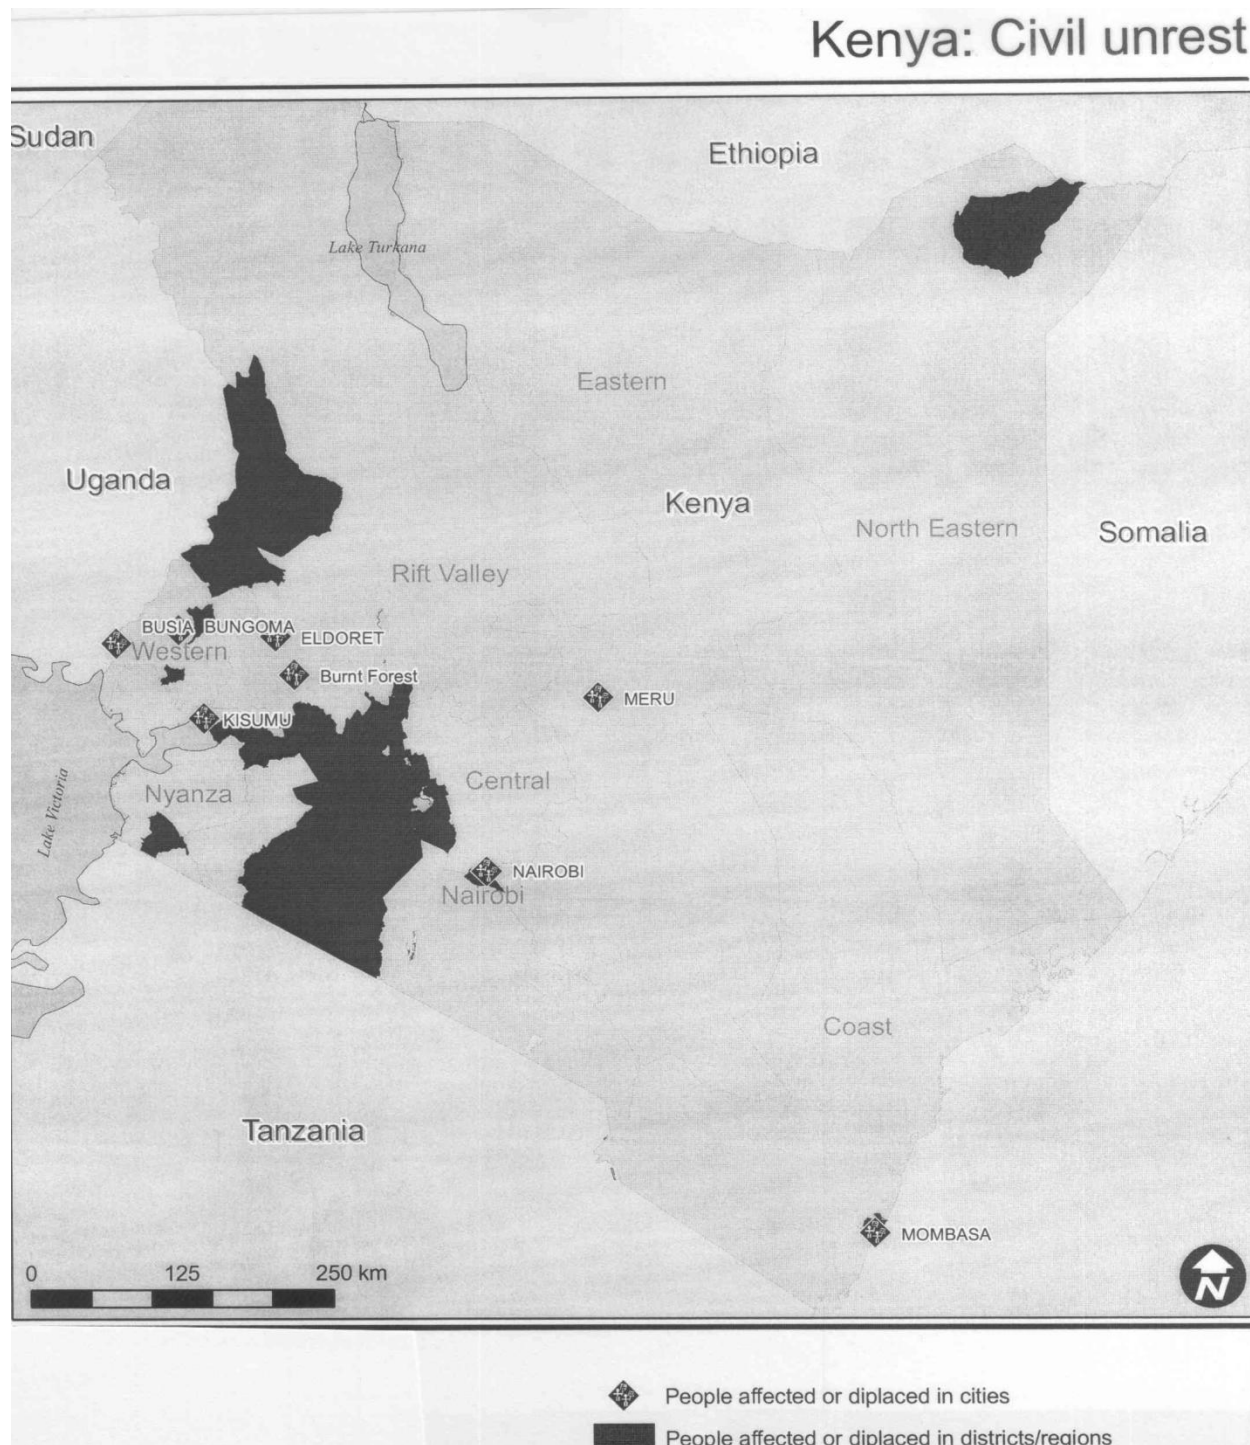 Kenya: Civil unrest
Sudan
Ethiopia
Lake Turkana
Eastern
Uganda
Kenya
North Eastern
Somalia
Rift Valley
BUSIA BUNGOMA
ELDORET
Western
Burnt Forest
MERU
KISUMU
Central
Nyanza
Lake Victoria
NAIROBI
Nairobi
Coast
Tanzania
MOMBASA
0 125 250 km
N
People affected or diplaced in cities
People affected or diplaced in districts/regions